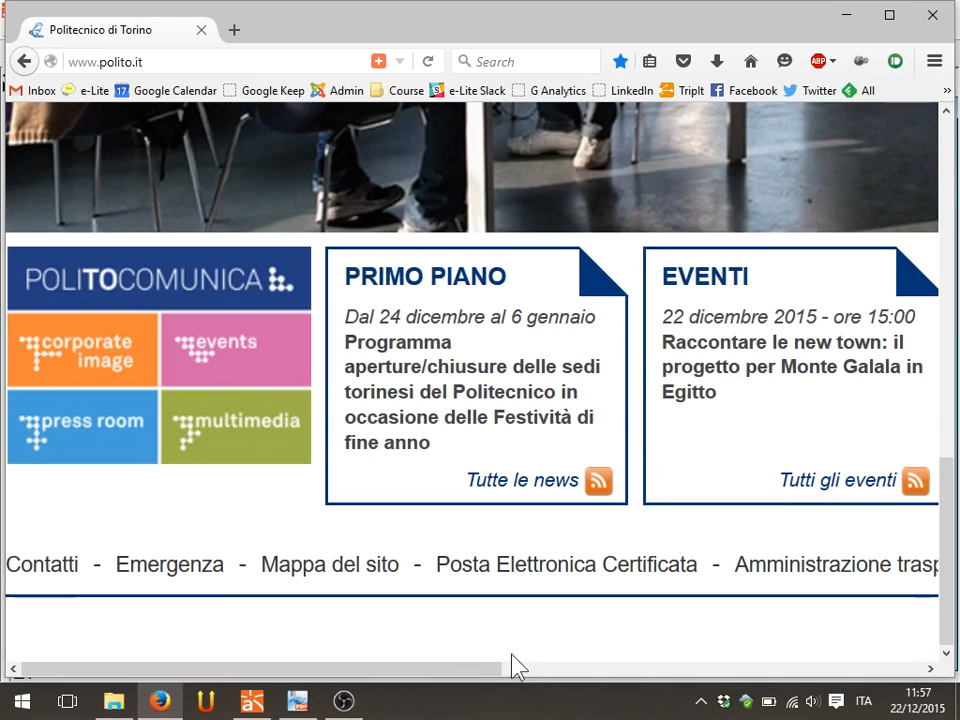 Politecnico di Torino
www.polito.it
Search
ABP
Inbox
e-Lite
17 Google Calendar
Google Keep
Admin
Course
e-Lite Slack
G Analytics
LinkedIn
TripIt
Facebook
Twitter
All
POLITOCOMUNICA
corporate
image
events
press room
multimedia
PRIMO PIANO
Dal 24 dicembre al 6 gennaio
Programma
aperture/chiusure delle sedi
torinesi del Politecnico in
occasione delle Festività di
fine anno
Tutte le news
EVENTI
22 dicembre 2015 - ore 15:00
Raccontare le new town: il
progetto per Monte Galala in
Egitto
Tutti gli eventi
Contatti - Emergenza - Mappa del sito - Posta Elettronica Certificata - Amministrazione trasp
ITA
11:57
22/12/2015